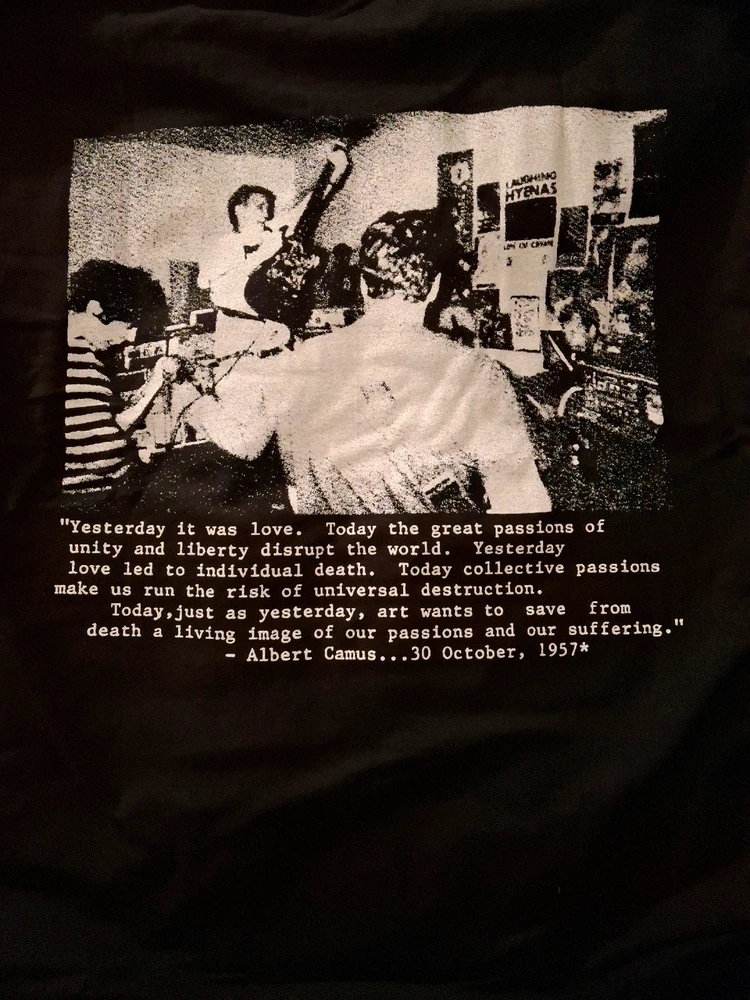 LAUGHING
HYENAS
"Yesterday it was love.  Today the great passions of
unity and liberty disrupt the world.  Yesterday
love led to individual death.  Today collective passions
make us run the risk of universal destruction.
Today,just as yesterday, art wants to  save  from
death a living image of our passions and our suffering."
- Albert Camus...30 October, 1957*